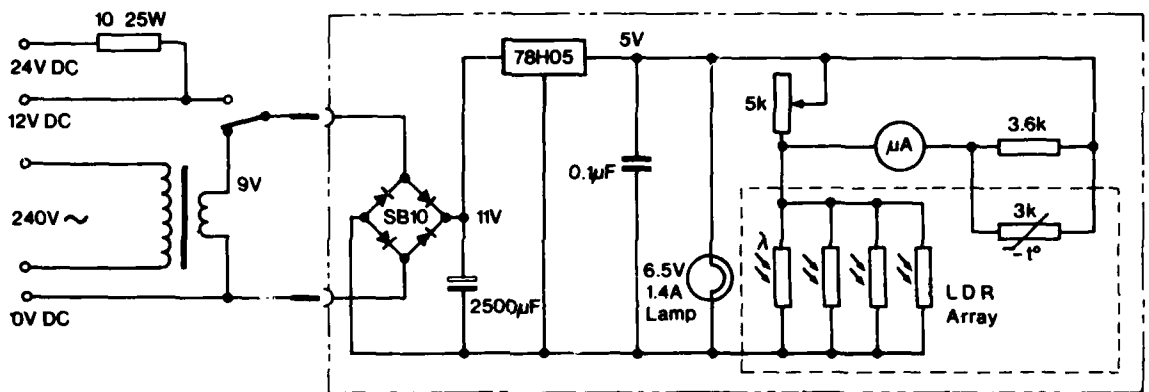 10 25W
24V DC
12V DC
240V ~
9V
0V DC
SB10
11V
2500µF
78H05
5V
0.1µF
6.5V
1.4A
Lamp
5k
µA
3.6k
3k
-t°
λ
LDR
Array